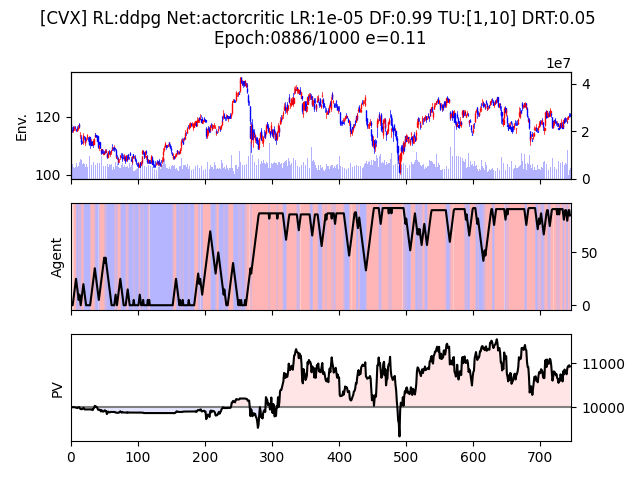 [CVX] RL:ddpg Net:actorcritic LR:1e-05 DF:0.99 TU:[1,10] DRT:0.05
Epoch:0886/1000 e=0.11
1e7
Env.
120
100
4
2
0
Agent
50
0
PV
11000
10000
0 100 200 300 400 500 600 700